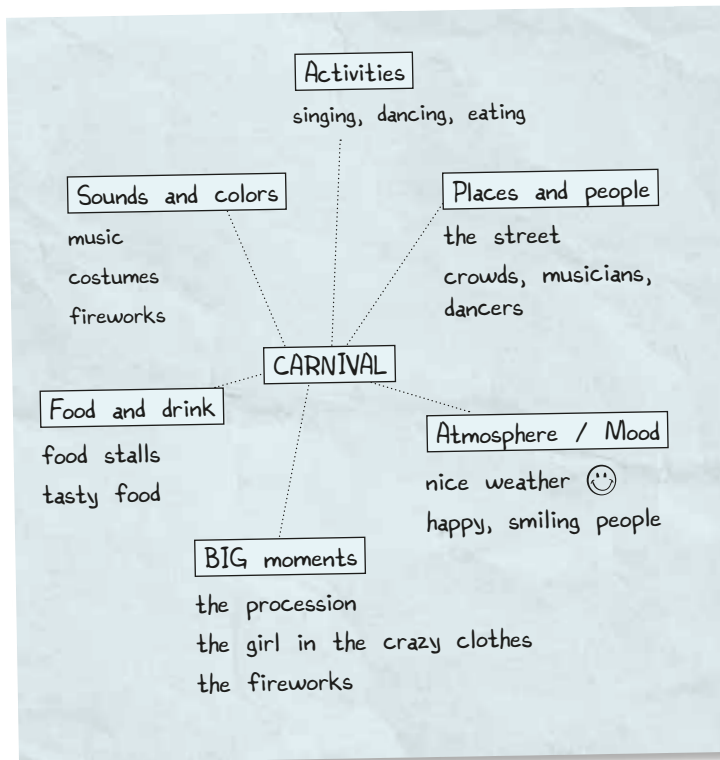 Activities
singing, dancing, eating
Sounds and colors
music
costumes
fireworks
Places and people
the street
crowds, musicians,
dancers
CARNIVAL
Food and drink
food stalls
tasty food
Atmosphere / Mood
nice weather
happy, smiling people
BIG moments
the procession
the girl in the crazy clothes
the fireworks